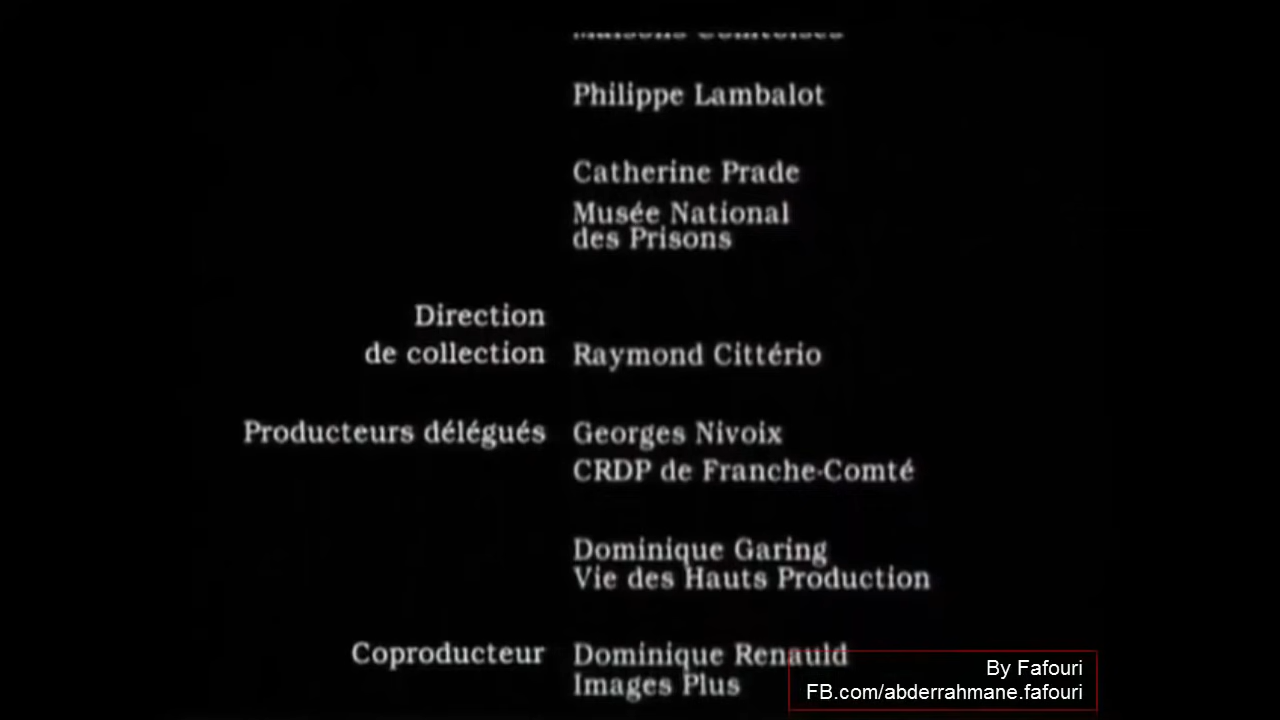 Maisons Comtoises
Philippe Lambalot
Catherine Prade
Musée National
des Prisons
Direction
de collection Raymond Cittério
Producteurs délégués Georges Nivoix
CRDP de Franche-Comté
Dominique Garing
Vie des Hauts Production
Coproducteur Dominique Renauld
Images Plus
By Fafouri
FB.com/abderrahmane.fafouri